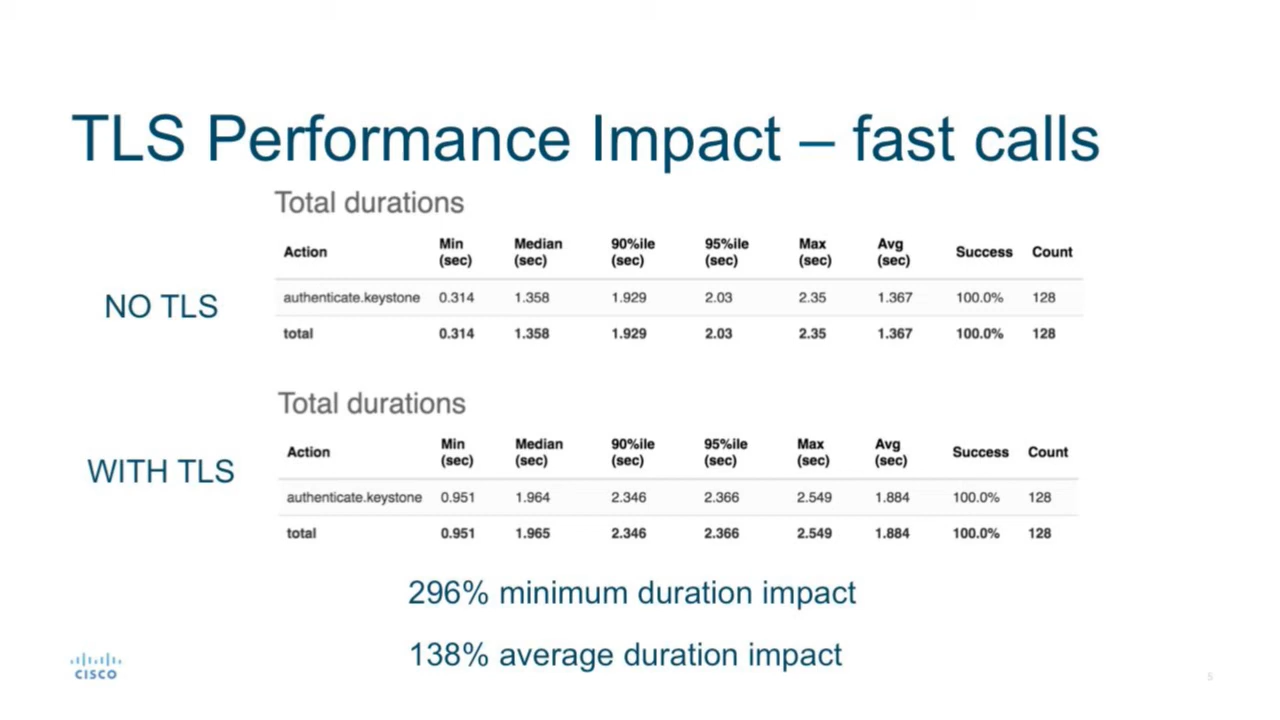 TLS Performance Impact – fast calls
Total durations
Action Min (sec) Median (sec) 90%ile (sec) 95%ile (sec) Max (sec) Avg (sec) Success Count
NO TLS
authenticate.keystone 0.314 1.358 1.929 2.03 2.35 1.367 100.0% 128
total 0.314 1.358 1.929 2.03 2.35 1.367 100.0% 128
Total durations
Action Min (sec) Median (sec) 90%ile (sec) 95%ile (sec) Max (sec) Avg (sec) Success Count
WITH TLS
authenticate.keystone 0.951 1.964 2.346 2.366 2.549 1.884 100.0% 128
total 0.951 1.965 2.346 2.366 2.549 1.884 100.0% 128
296% minimum duration impact
138% average duration impact
CISCO
5